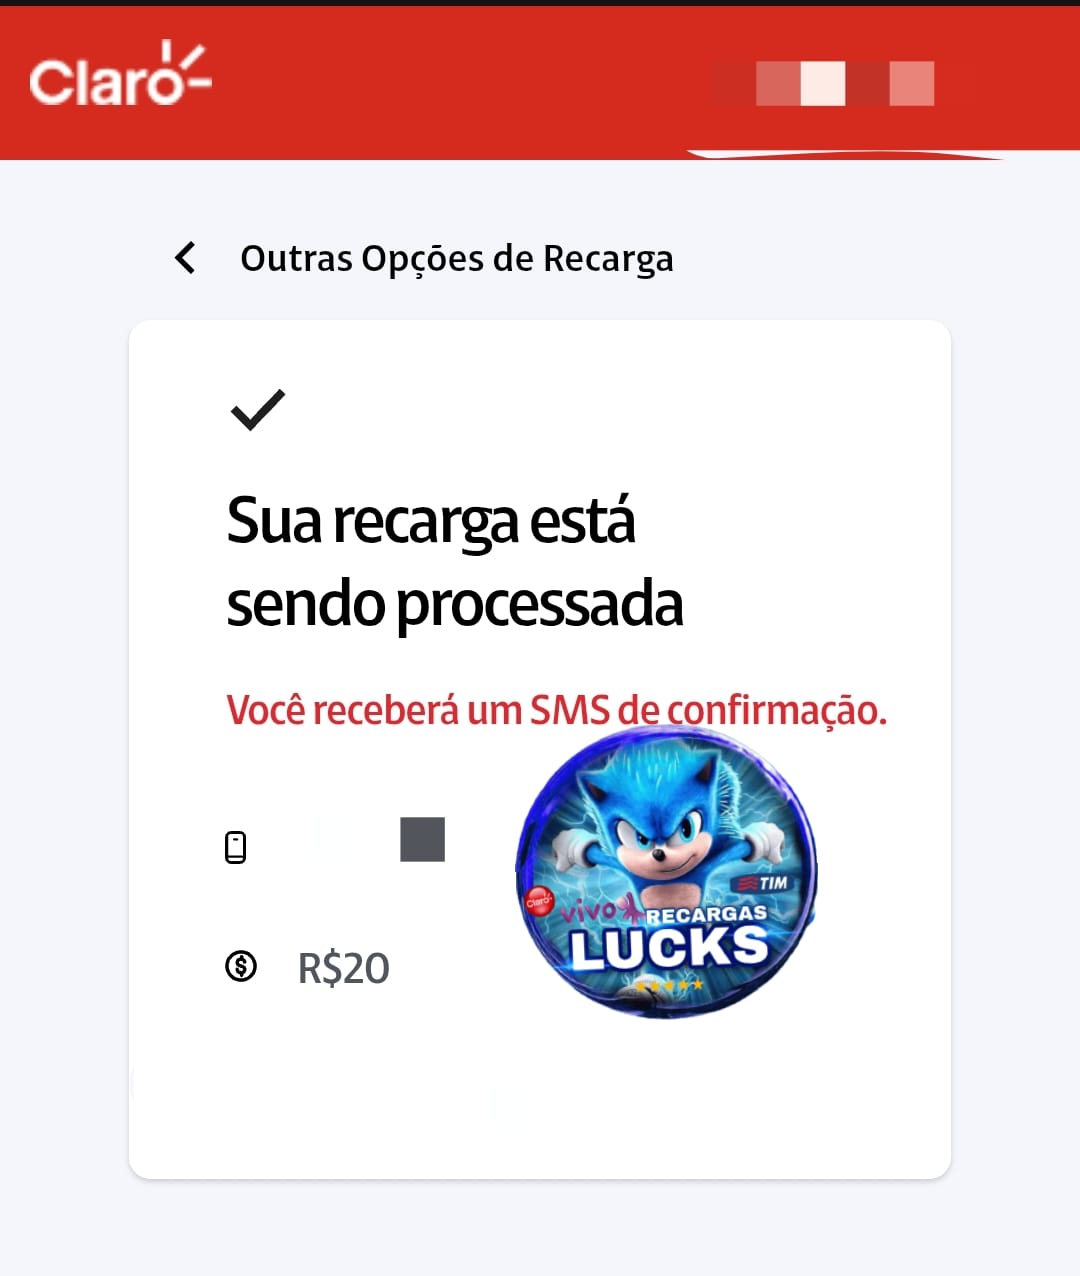 Claro
Outras Opções de Recarga
Sua recarga está
sendo processada
Você receberá um SMS de confirmação.
TIM
Claro
vivo
RECARGAS
LUCKS
R$20